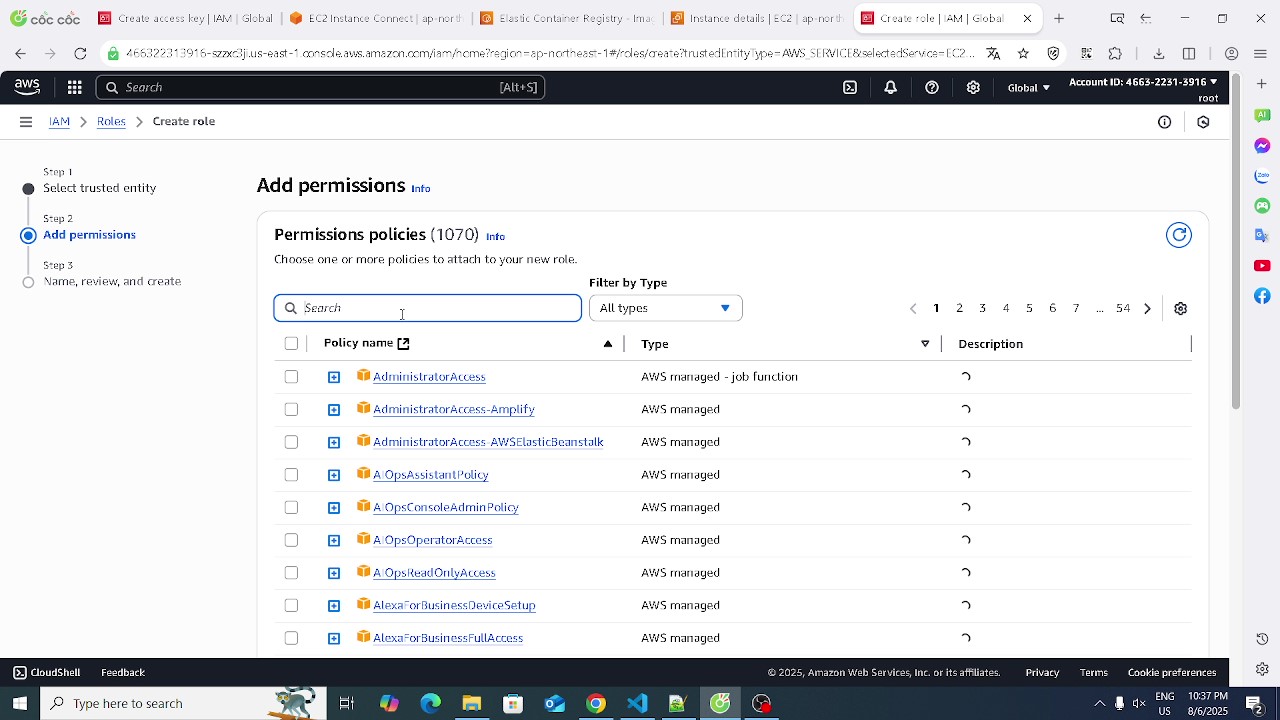 cốc cốc
Create access key | IAM | Global
EC2 Instance Connect | ap-nor
Elastic Container Registry - Imag
Instance details | EC2 | ap-north
Create role | IAM | Global
466322313916-szzxc3jj.us-east-1.console.aws.amazon.com/iam/home?region=ap-northeast-1#/roles/create?trustedEntityType=AWS_SERVICE&selectedService=EC2...
aws
Search
[Alt+S]
Global
Account ID: 4663-2231-3916
root
IAM
Roles
Create role
Step 1
Select trusted entity
Step 2
Add permissions
Step 3
Name, review, and create
Add permissions Info
Permissions policies (1070) Info
Choose one or more policies to attach to your new role.
Filter by Type
Search
All types
1 2 3 4 5 6 7 ... 54
Policy name
Type
Description
AdministratorAccess
AWS managed - job function
AdministratorAccess-Amplify
AWS managed
AdministratorAccess-AWSElasticBeanstalk
AWS managed
AIOpsAssistantPolicy
AWS managed
AIOpsConsoleAdminPolicy
AWS managed
AIOpsOperatorAccess
AWS managed
AIOpsReadOnlyAccess
AWS managed
AlexaForBusinessDeviceSetup
AWS managed
AlexaForBusinessFullAccess
AWS managed
CloudShell
Feedback
© 2025, Amazon Web Services, Inc. or its affiliates.
Privacy
Terms
Cookie preferences
Type here to search
ENG
US
10:37 PM
8/6/2025
2
AI
Zalo